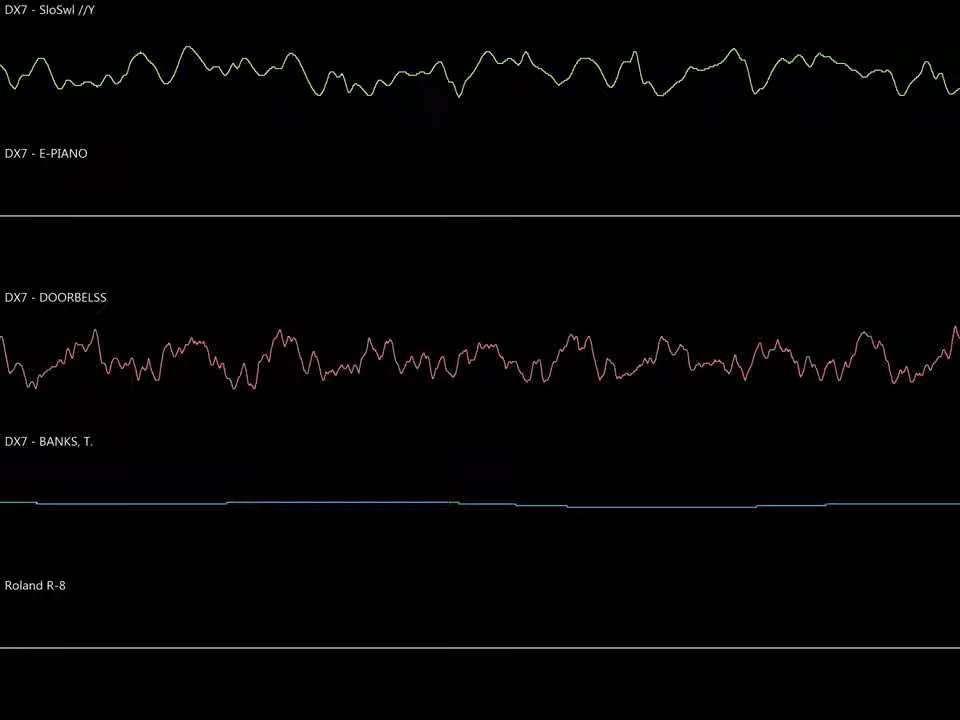 DX7 - SloSwl //Y
DX7 - E-PIANO
DX7 - DOORBELSS
DX7 - BANKS, T.
Roland R-8